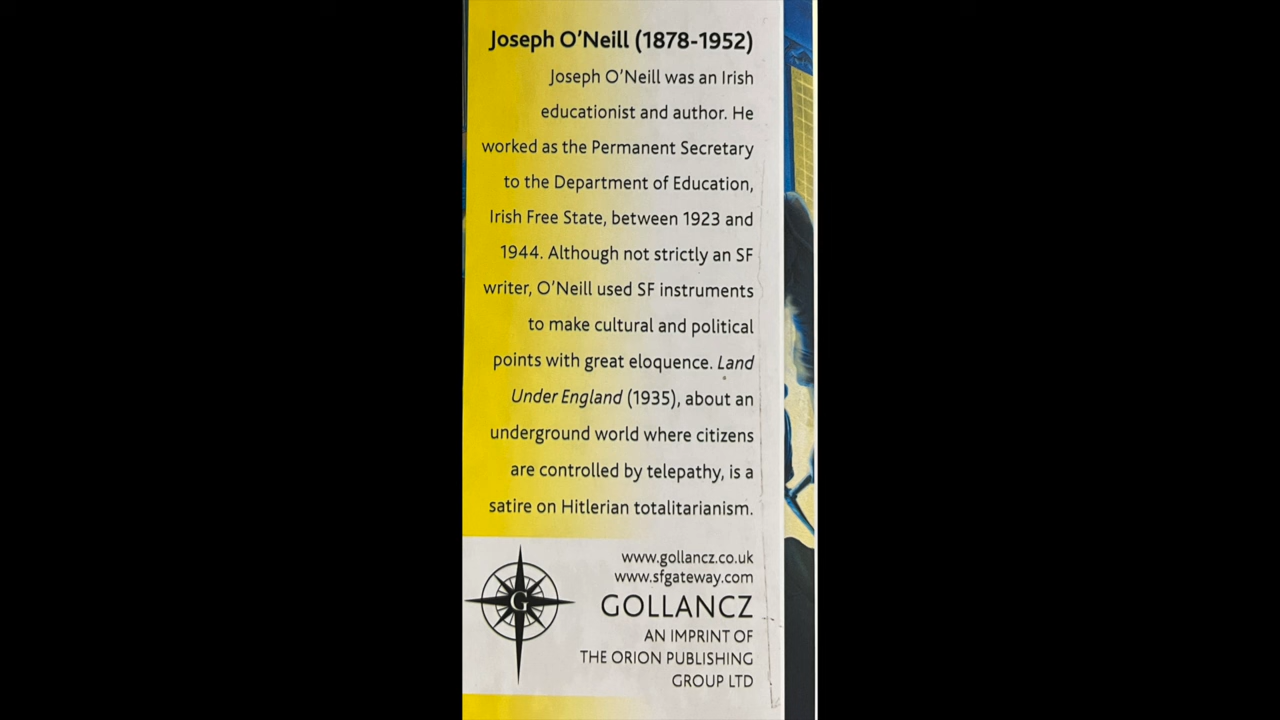 Joseph O'Neill (1878-1952)
Joseph O'Neill was an Irish
educationist and author. He
worked as the Permanent Secretary
to the Department of Education,
Irish Free State, between 1923 and
1944. Although not strictly an SF
writer, O'Neill used SF instruments
to make cultural and political
points with great eloquence. Land
Under England (1935), about an
underground world where citizens
are controlled by telepathy, is a
satire on Hitlerian totalitarianism.
www.gollancz.co.uk
www.sfgateway.com
G
GOLLANCZ
AN IMPRINT OF
THE ORION PUBLISHING
GROUP LTD